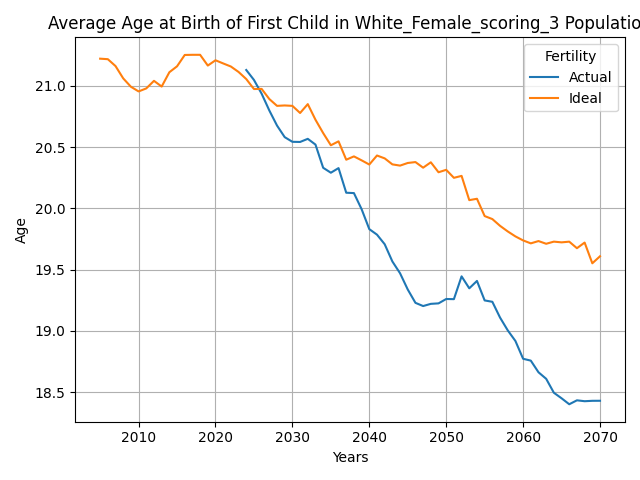 Average Age at Birth of First Child in White_Female_scoring_3 Populatio
Fertility
Actual
Ideal
21.0
20.5
20.0
19.5
19.0
18.5
Age
2010 2020 2030 2040 2050 2060 2070
Years